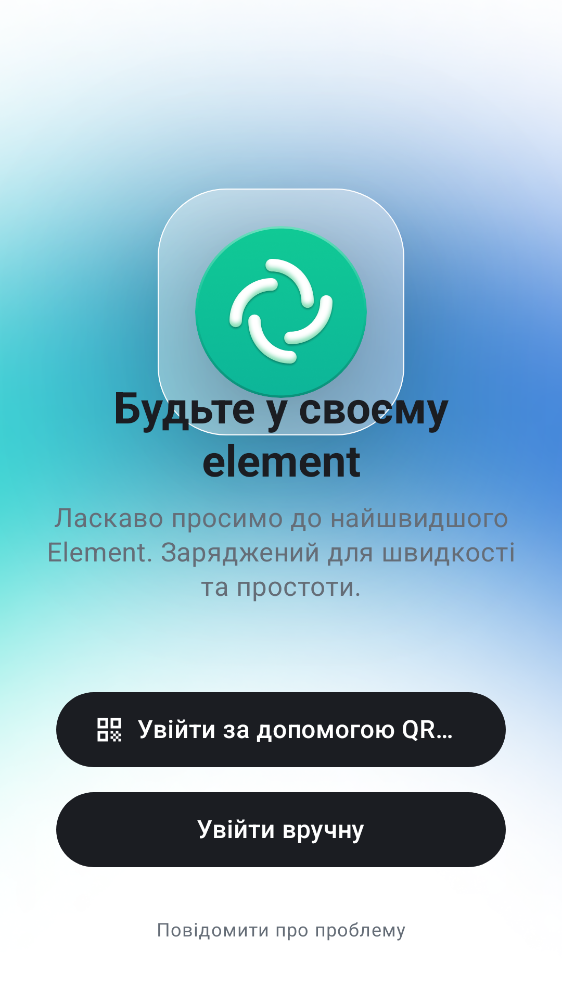 Будьте у своєму
element
Ласкаво просимо до найшвидшого
Element. Заряджений для швидкості
та простоти.
Увійти за допомогою QR...
Увійти вручну
Повідомити про проблему